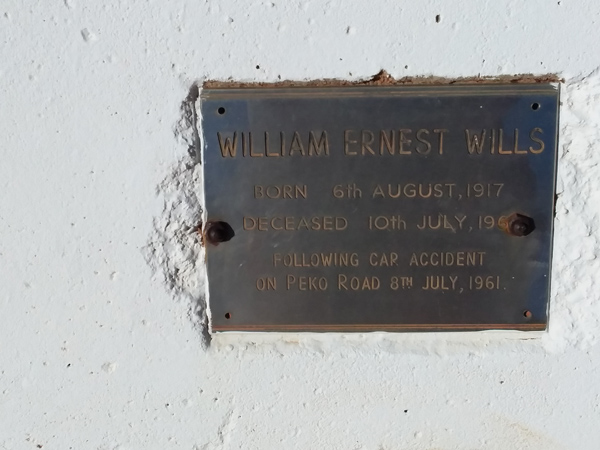 WILLIAM ERNEST WILLS
BORN 6th AUGUST, 1917
DECEASED 10th JULY,
FOLLOWING CAR ACCIDENT
ON PEKO ROAD 8TH JULY, 1961.